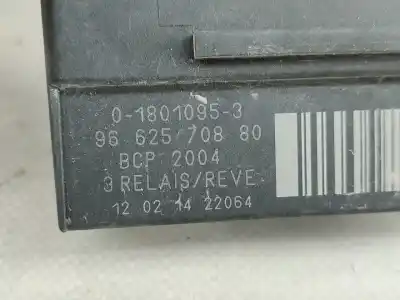 0-1801095-3
96 625 708 80
BCP 2004
3 RELAIS/REVE
12 02 14 22064